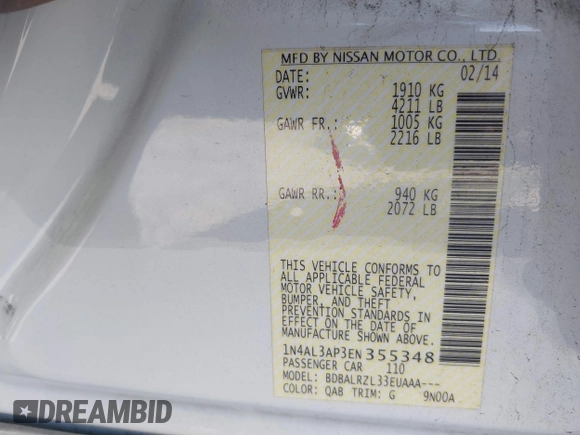 MFD BY NISSAN MOTOR CO., LTD.
DATE: 02/14
GVWR: 1910 KG
4211 LB
GAWR FR.: 1005 KG
2216 LB
GAWR RR.: 940 KG
2072 LB
THIS VEHICLE CONFORMS TO
ALL APPLICABLE FEDERAL
MOTOR VEHICLE SAFETY,
BUMPER, AND THEFT
PREVENTION STANDARDS IN
EFFECT ON THE DATE OF
MANUFACTURE SHOWN ABOVE.
1N4AL3AP3EN355348
PASSENGER CAR 110
MODEL: BDBALRZL33EUAAA---
COLOR: QAB TRIM: G 9N00A
DREAMBID